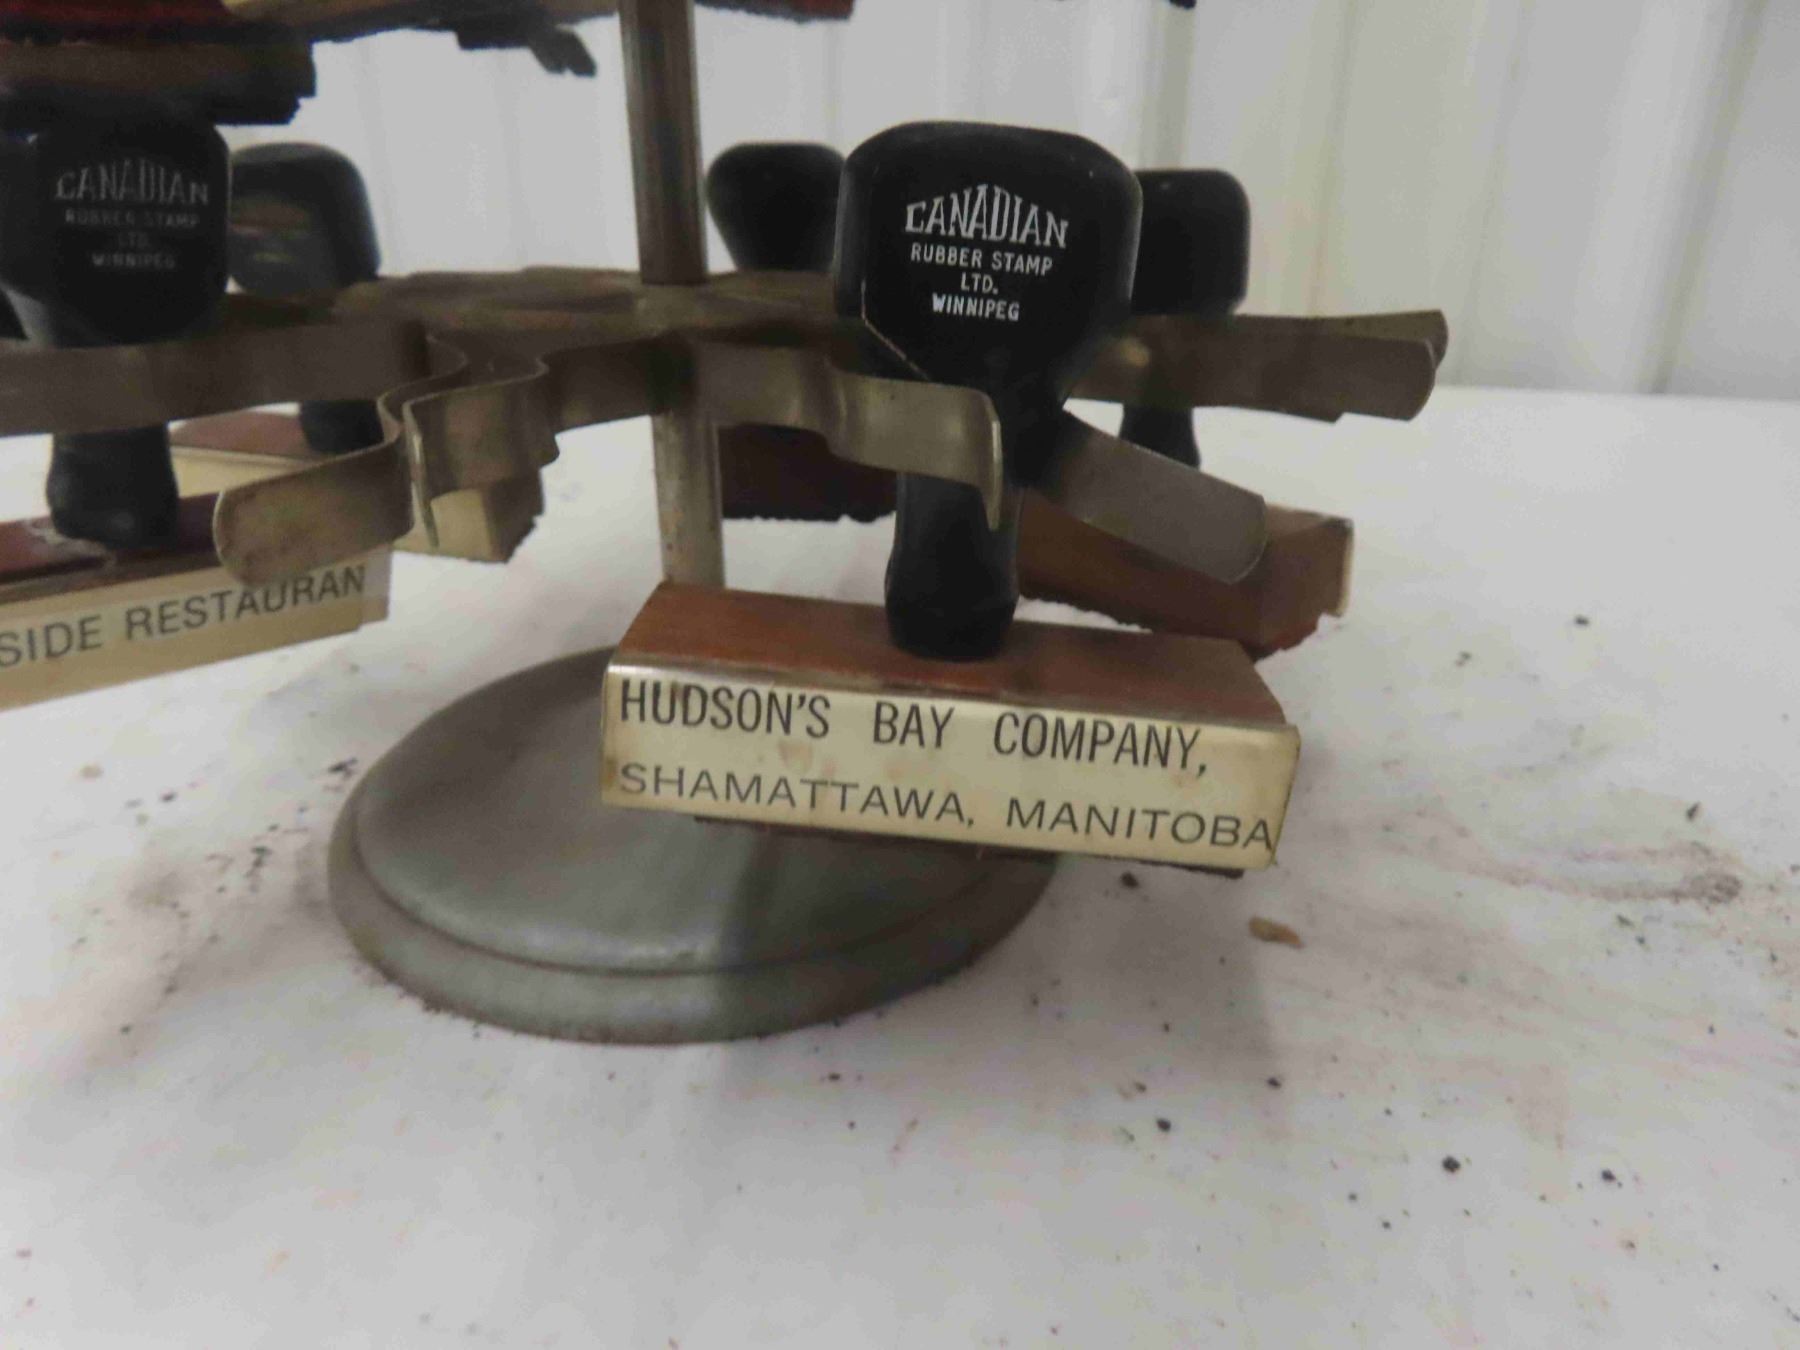 CANADIAN
RUBBER STAMP
LTD.
WINNIPEG
CANADIAN
RUBBER STAMP
LTD.
WINNIPEG
SIDE RESTAURAN
HUDSON'S BAY COMPANY,
SHAMATTAWA, MANITOBA